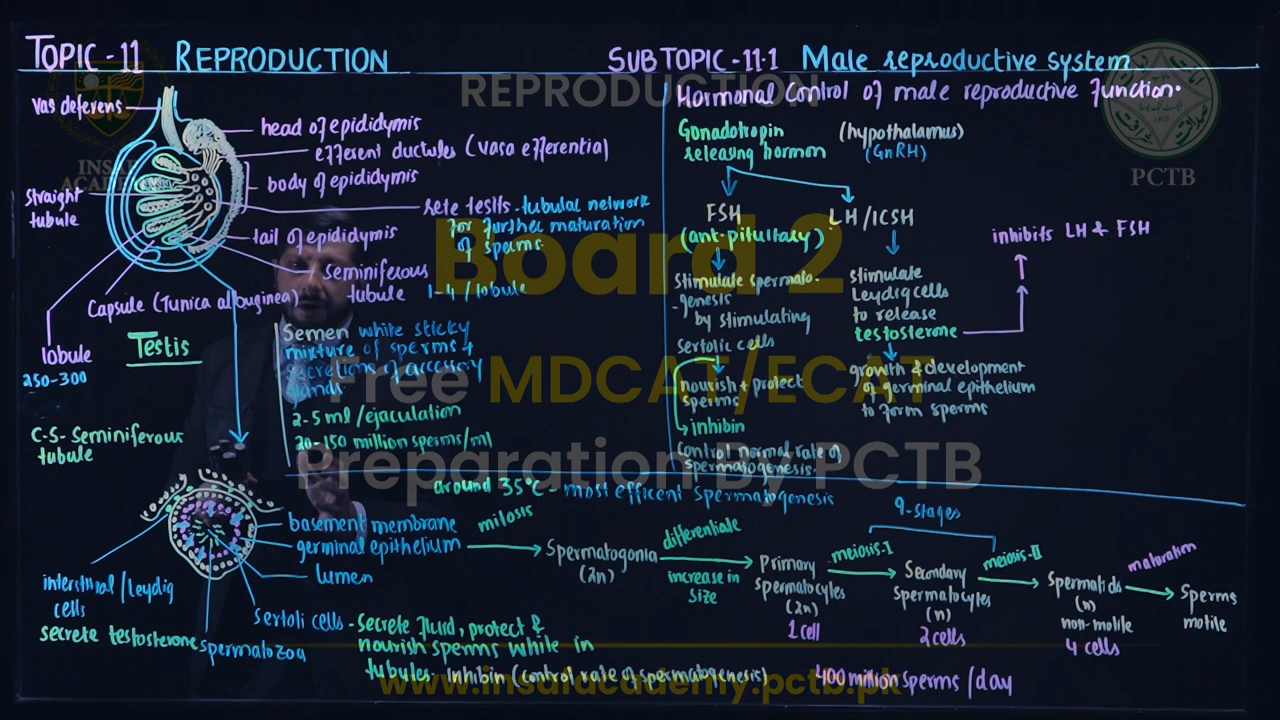 TOPIC-11 REPRODUCTION
SUBTOPIC-11.1 Male reproductive system
REPRODUCTION
Hormonal Control of male reproductive function.
INSAF
ACADEMY
PCTB
vas deferens
head of epididymis
efferent ductules (vasa efferentia)
body of epididymis
straight
tubule
rete testis - tubular network
for further maturation
of sperms.
tail of epididymis
seminiferous
tubule 1-4/lobule
Capsule (Tunica albuginea)
lobule
250-300
Testis
Semen white sticky
mixture of sperms +
secretions of accessory
glands
2-5 ml/ejaculation
20-150 million sperms/ml
Gonadotropin
releasing hormon
(hypothalamus)
(GnRH)
FSH
(ant-pituitary)
LH/ICSH
stimulate spermato-
-genesis
by stimulating
sertolic cells
nourish + protect
sperms
inhibin
Control normal rate of
spermatogenesis.
stimulate
Leydig cells
to release
testosterone
growth & development
of germinal epithelium
to form sperms
inhibits LH & FSH
Board 2
Free MDCAT/ECAT
Preparation By PCTB
C-S- Seminiferous
tubule
around 35°C - most efficent spermatogenesis
basement membrane
germinal epithelium
lumen
interstitial/Leydig
cells
secrete testosterone
spermatozoa
sertoli cells - secrete fluid, protect &
nourish sperms while in
tubules. Inhibin (control rate of spermatogenesis)
mitosis
Spermatogonia
(2n)
differentiate
increase in
size
Primary
spermatocytes
(2n)
1 cell
meiosis-I
9-stages
Secondary
spermatocytes
(n)
2 cells
meiosis-II
Spermatids
(n)
non-motile
4 cells
maturation
Sperms
motile
400 million sperms/day
www.insafacademy.pctb.pk